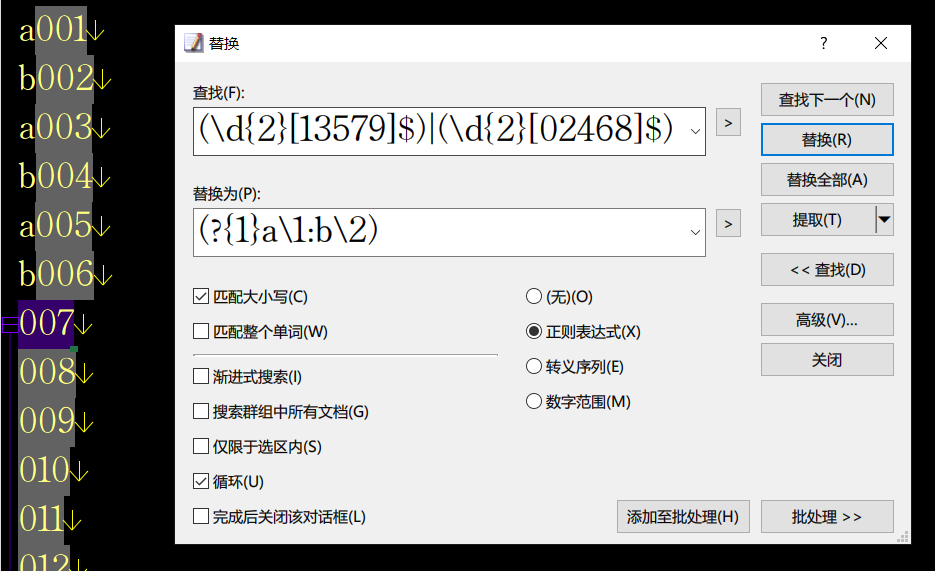 a001↓
b002↓
a003↓
b004↓
a005↓
b006↓
007↓
008↓
009↓
010↓
011↓
012↓
替换
?
查找(F):
(\d{2}[13579]$)|(\d{2}[02468]$)
>
替换为(P):
(?{1}a\1:b\2)
>
匹配大小写(C)
匹配整个单词(W)
渐进式搜索(I)
搜索群组中所有文档(G)
仅限于选区内(S)
循环(U)
完成后关闭该对话框(L)
(无)(O)
正则表达式(X)
转义序列(E)
数字范围(M)
查找下一个(N)
替换(R)
替换全部(A)
提取(T)
<< 查找(D)
高级(V)...
关闭
添加至批处理(H)
批处理 >>